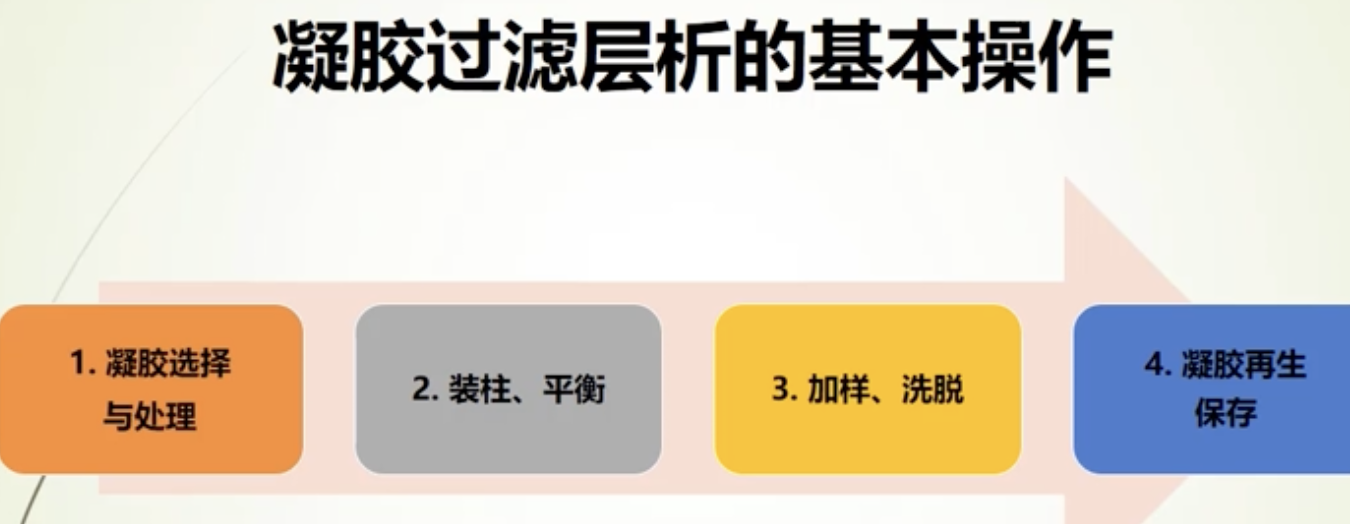 凝胶过滤层析的基本操作
1. 凝胶选择
与处理
2. 装柱、平衡
3. 加样、洗脱
4. 凝胶再生
保存